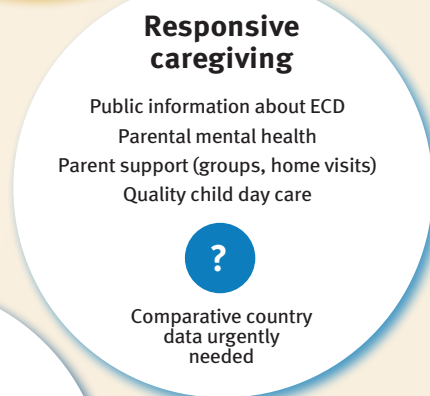 Responsive
caregiving
Public information about ECD
Parental mental health
Parent support (groups, home visits)
Quality child day care
?
Comparative country
data urgently
needed